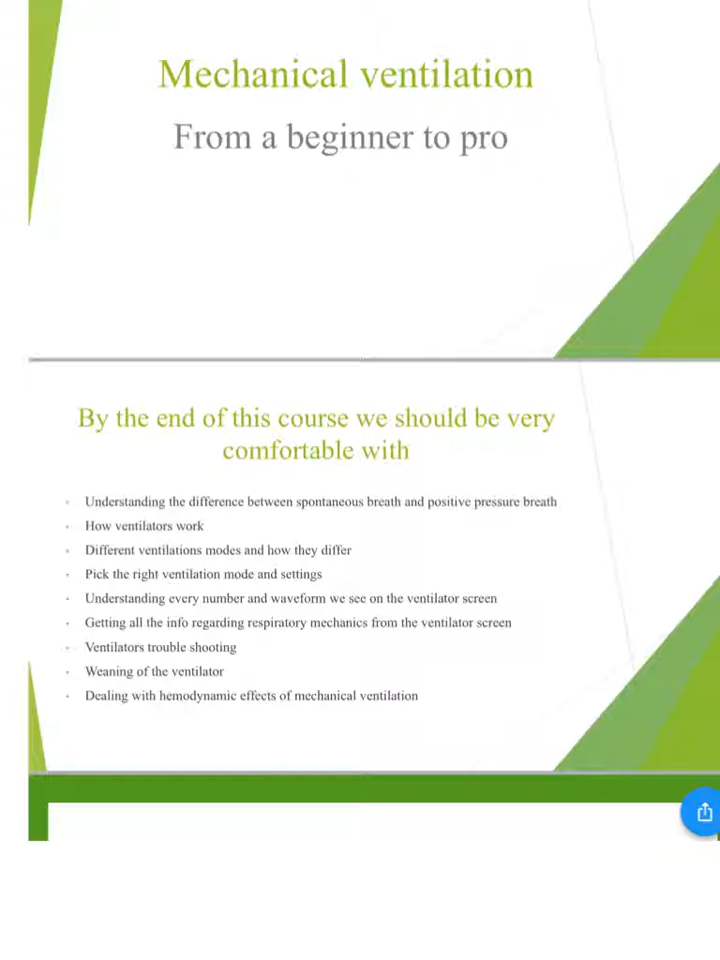 Mechanical ventilation
From a beginner to pro
By the end of this course we should be very
comfortable with
Understanding the difference between spontaneous breath and positive pressure breath
How ventilators work
Different ventilations modes and how they differ
Pick the right ventilation mode and settings
Understanding every number and waveform we see on the ventilator screen
Getting all the info regarding respiratory mechanics from the ventilator screen
Ventilators trouble shooting
Weaning of the ventilator
Dealing with hemodynamic effects of mechanical ventilation